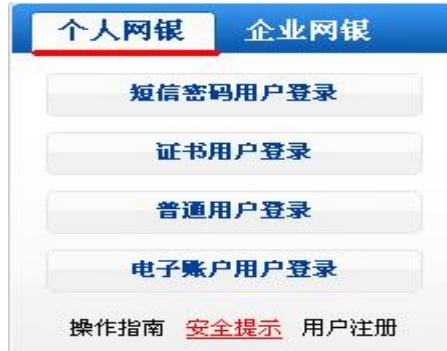 个人网银 企业网银
短信密码用户登录
证书用户登录
普通用户登录
电子账户用户登录
操作指南 安全提示 用户注册